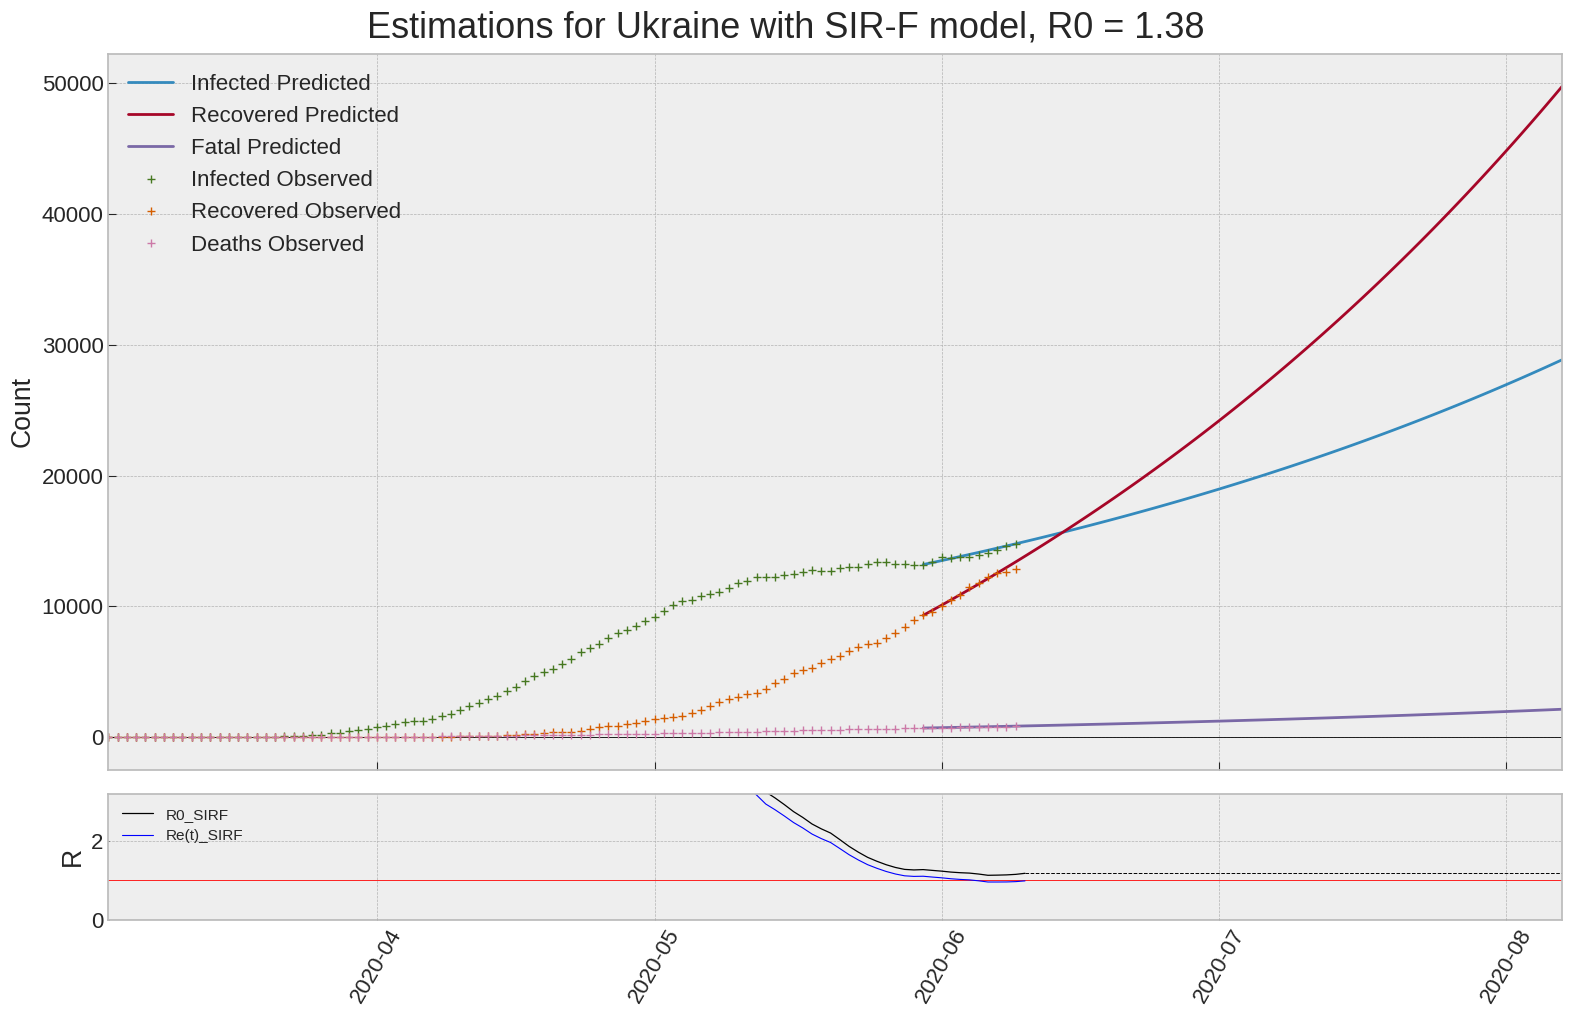 Estimations for Ukraine with SIR-F model, R0 = 1.38
50000
40000
30000
20000
10000
0
Count
Infected Predicted
Recovered Predicted
Fatal Predicted
Infected Observed
Recovered Observed
Deaths Observed
2
0
R
R0_SIRF
Re(t)_SIRF
2020-04
2020-05
2020-06
2020-07
2020-08